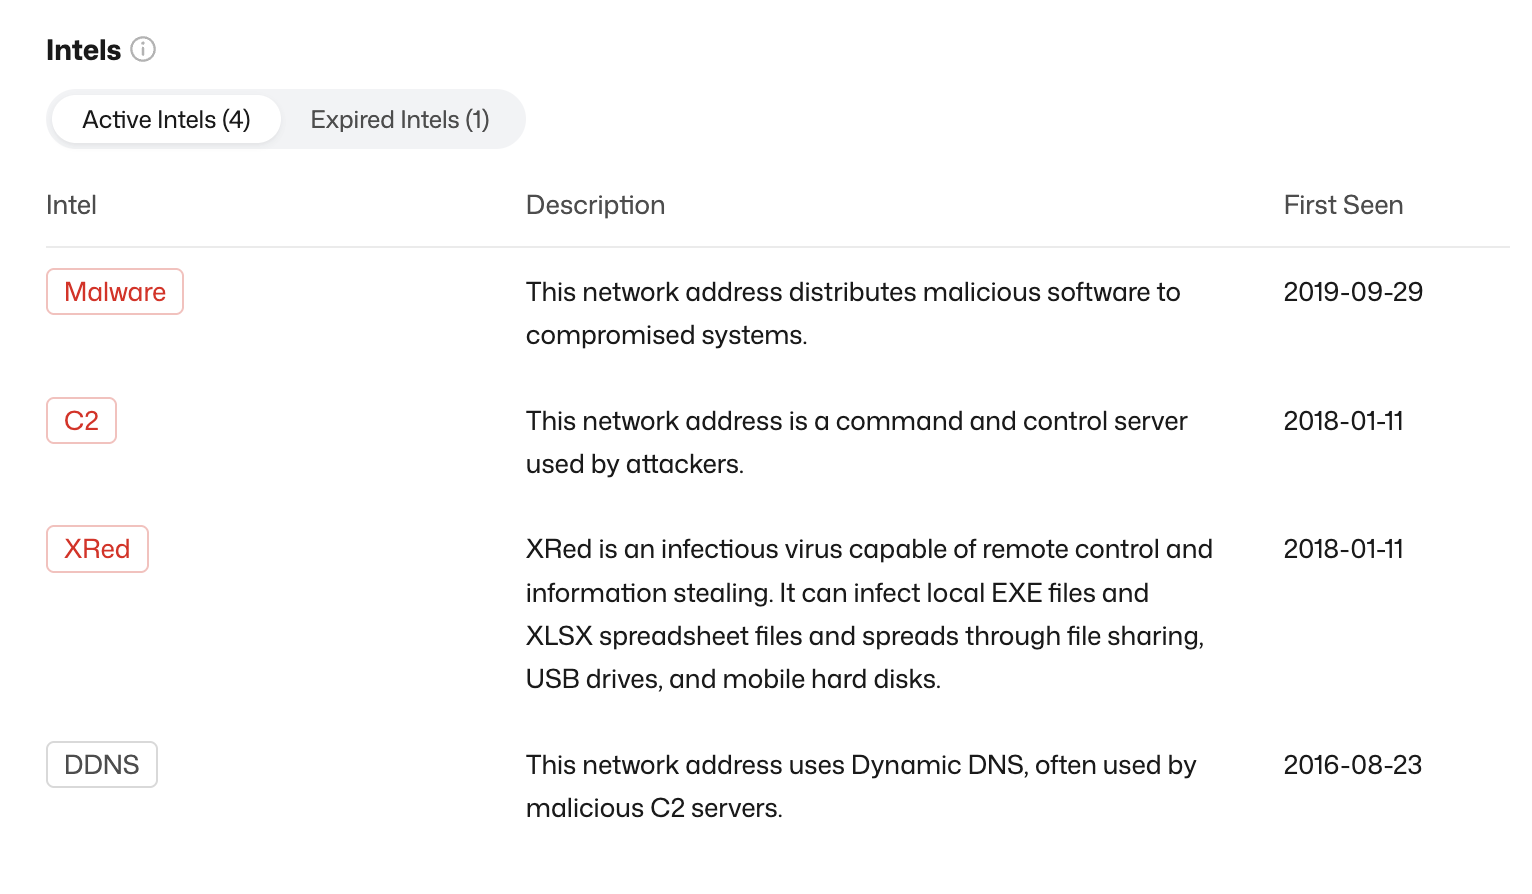 Intels
Active Intels (4) Expired Intels (1)
Intel Description First Seen
Malware This network address distributes malicious software to 2019-09-29
compromised systems.
C2 This network address is a command and control server 2018-01-11
used by attackers.
XRed XRed is an infectious virus capable of remote control and 2018-01-11
information stealing. It can infect local EXE files and
XLSX spreadsheet files and spreads through file sharing,
USB drives, and mobile hard disks.
DDNS This network address uses Dynamic DNS, often used by 2016-08-23
malicious C2 servers.